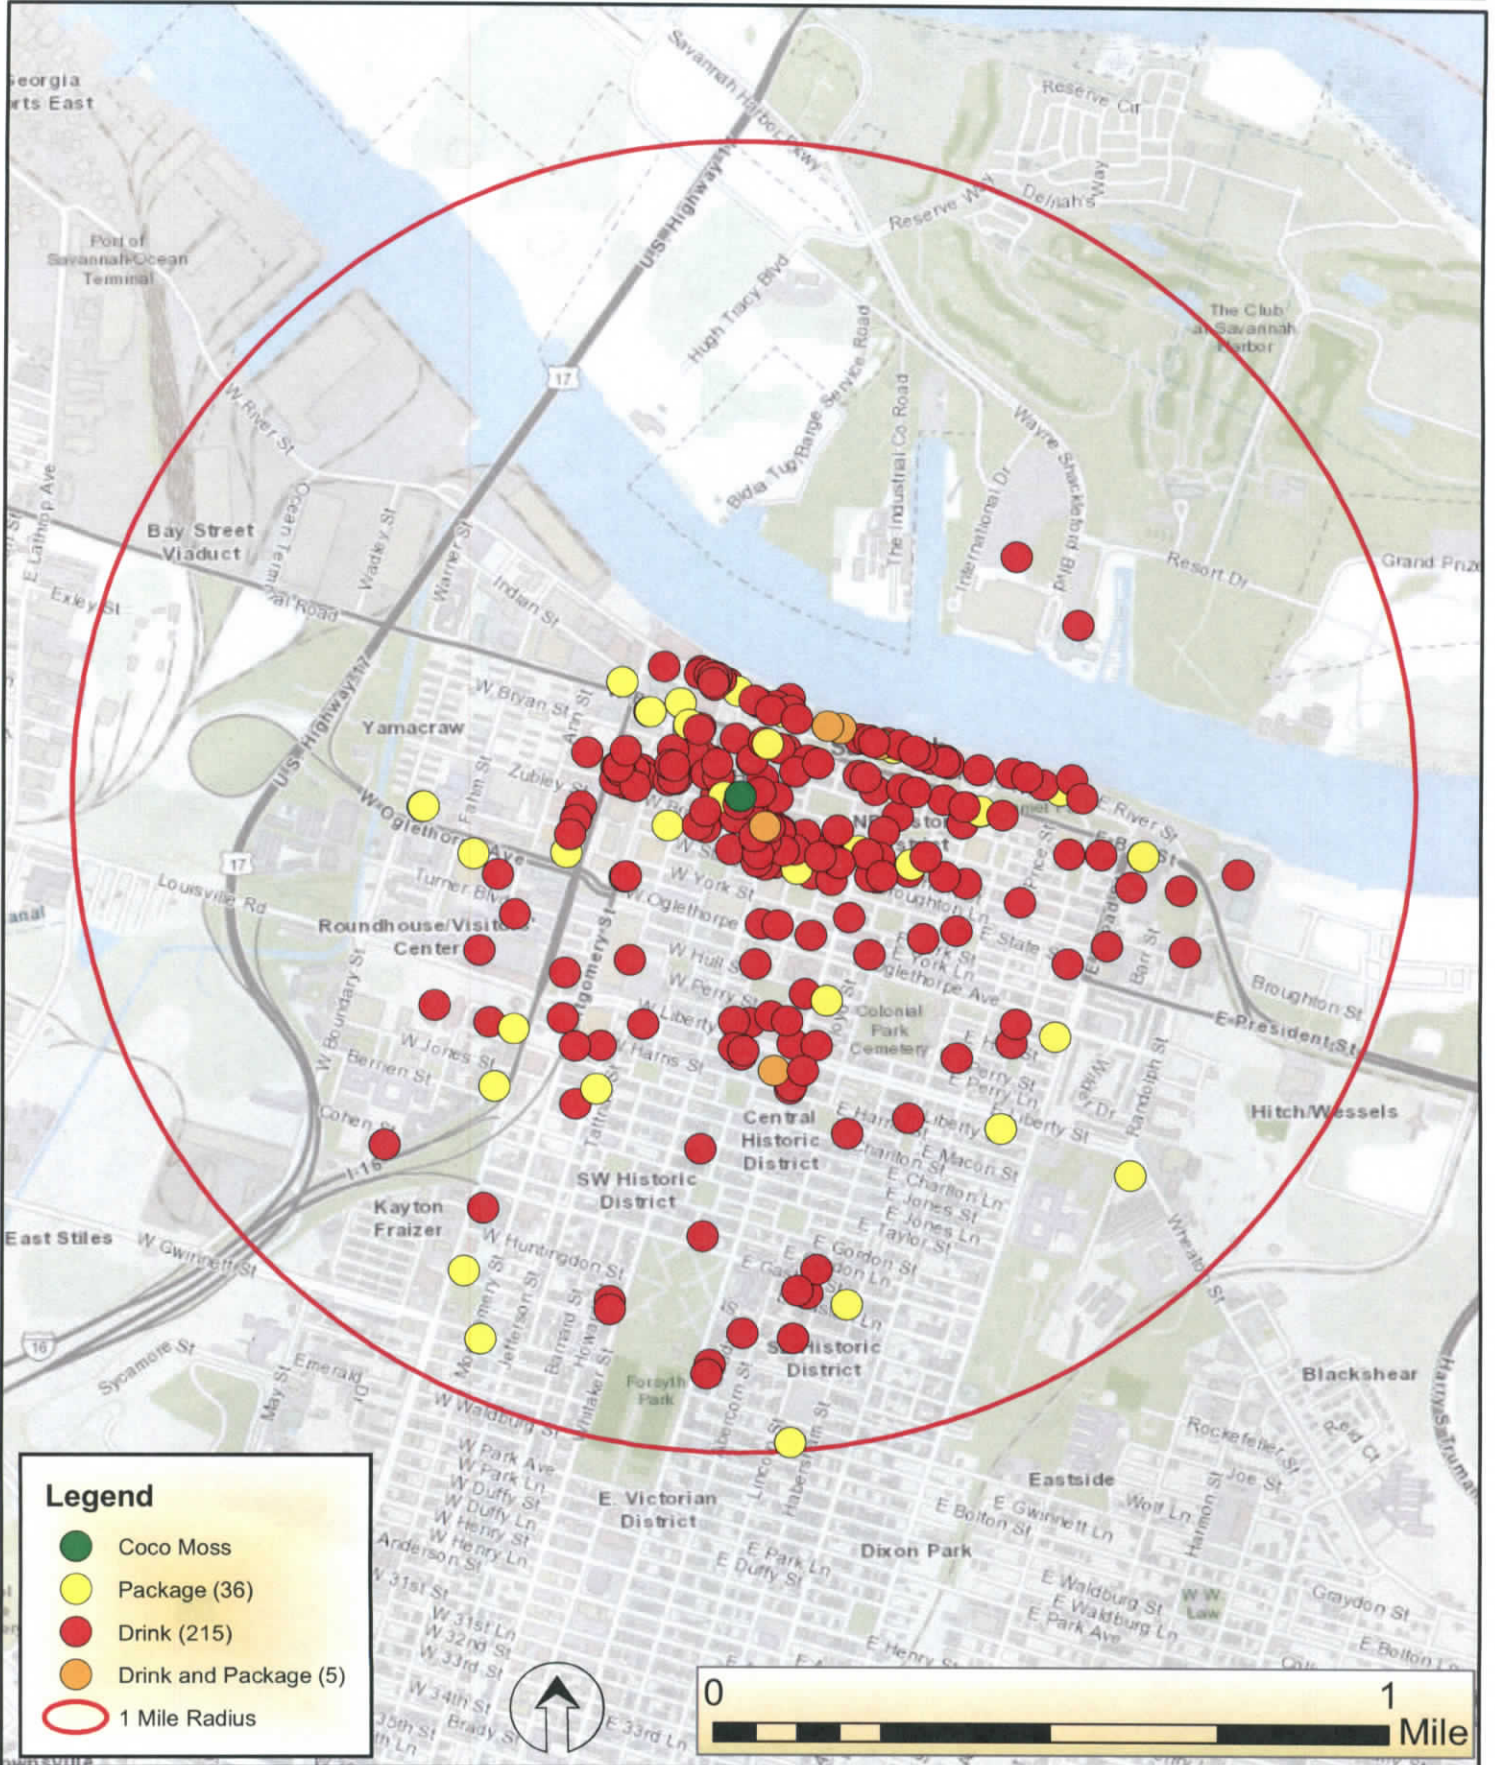 Savannah Harbor Pkwy
Reserve Cir
Port of
Savannah-Ocean
Terminal
U.S. Highway 17
Reserve Way
Delilah's Way
Hugh Tracy Blvd
The Club
at Savannah
Harbor
17
W River St
Bidia Tug/Barge Service Road
The Industrial Co Road
International Dr
Wayne Shackleford Blvd
E Lathrop Ave
Bay Street
Viaduct
Ocean Terminal Road
Wadley St
Warner St
Indian St
Resort Dr
Exley St
W Bryan St
Ann St
Yamacraw
U.S. Highway 17
Fahm St
Zubley St
W Oglethorpe Ave
E River St
17
Louisville Rd
Turner Blvd
W York St
Price St
Roundhouse/Visitors
Center
W Oglethorpe
E State
E York Ln
Oglethorpe Ave
Barr St
W Hull S
W Perry St
Broughton St
E President St
W Boundary St
W Liberty
Colonial
Park
Cemetery
W Jones St
W Harris St
Berrien St
Perry St
E Perry Ln
Randolph St
Hitch/Wessels
Cohen St
I-16
Central
Historic
District
Liberty
Liberty St
E Macon St
Charlton St
E Charlton Ln
E Jones St
E Jones Ln
E Taylor St
SW Historic
District
Kayton
Fraizer
East Stiles
W Gwinnett St
W Huntingdon St
E Gordon St
Wheaton St
Jefferson St
Barnard St
Whitaker St
Abercorn St
Historic
District
16
Sycamore St
May St
Emerald Dr
Forsyth
Park
Blackshear
W Waldburg St
W Park Ave
W Park Ln
W Duffy St
W Duffy Ln
W Henry St
W Henry Ln
Anderson St
Habersham St
Rockefeller St
Joe St
Reid Ct
Harry S Truman
Eastside
E. Victorian
District
E Gwinnett Ln
E Bolton St
Wolf Ln
Harmon St
E Park Ln
E Duffy St
Dixon Park
W 31st St
W 31st Ln
W 32nd St
W 33rd St
W 34th St
35th St
Brady St
E 33rd Ln
E Waldburg St
E Waldburg Ln
E Park Ave
E Henry St
W W
Law
Graydon St
E Bolton Ln
Legend
Coco Moss
Package (36)
Drink (215)
Drink and Package (5)
1 Mile Radius
0 1
Mile